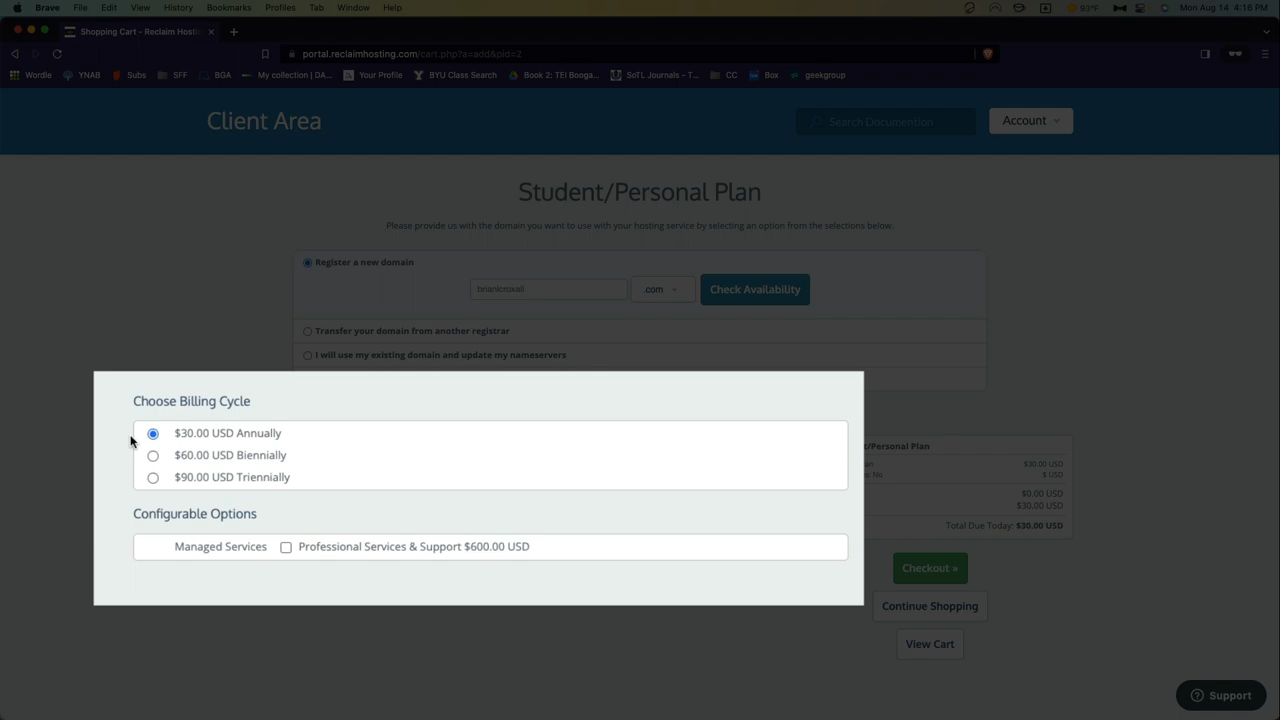 Brave File Edit View History Bookmarks Profiles Tab Window Help 93°F Mon Aug 14 4:16 PM
Shopping Cart - Reclaim Hostin
portal.reclaimhosting.com/cart.php?a=add&pid=2
Wordle YNAB Subs SFF BGA My collection | DA... Your Profile BYU Class Search Book 2: TEI Booga... SoTL Journals – T... CC Box geekgroup
Client Area Search Documention Account
Student/Personal Plan
Please provide us with the domain you want to use with your hosting service by selecting an option from the selections below.
Register a new domain
briancroxall .com Check Availability
Transfer your domain from another registrar
I will use my existing domain and update my nameservers
Choose Billing Cycle
$30.00 USD Annually
$60.00 USD Biennially
$90.00 USD Triennially
Configurable Options
Managed Services Professional Services & Support $600.00 USD
t/Personal Plan
an $30.00 USD
s: No $ USD
$0.00 USD
$30.00 USD
Total Due Today: $30.00 USD
Checkout »
Continue Shopping
View Cart
Support